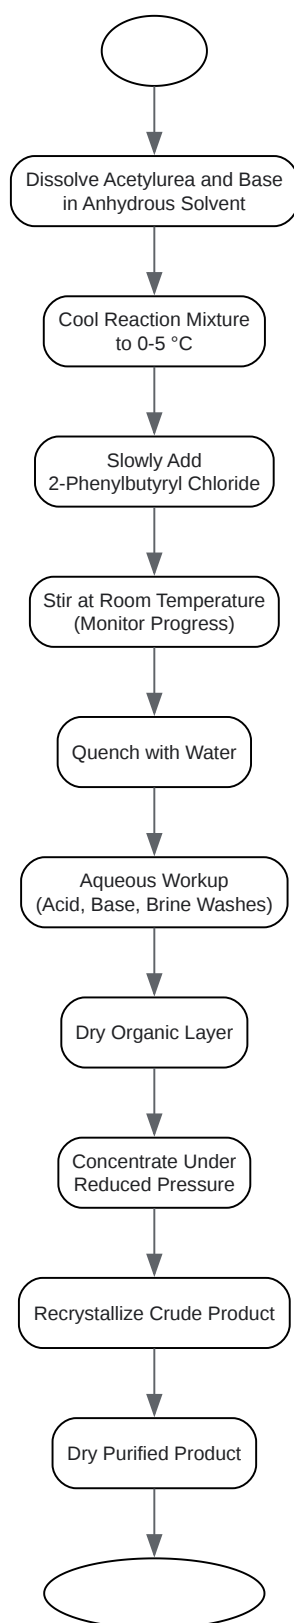 Dissolve Acetylurea and Base
in Anhydrous Solvent
Cool Reaction Mixture
to 0-5 °C
Slowly Add
2-Phenylbutyryl Chloride
Stir at Room Temperature
(Monitor Progress)
Quench with Water
Aqueous Workup
(Acid, Base, Brine Washes)
Dry Organic Layer
Concentrate Under
Reduced Pressure
Recrystallize Crude Product
Dry Purified Product